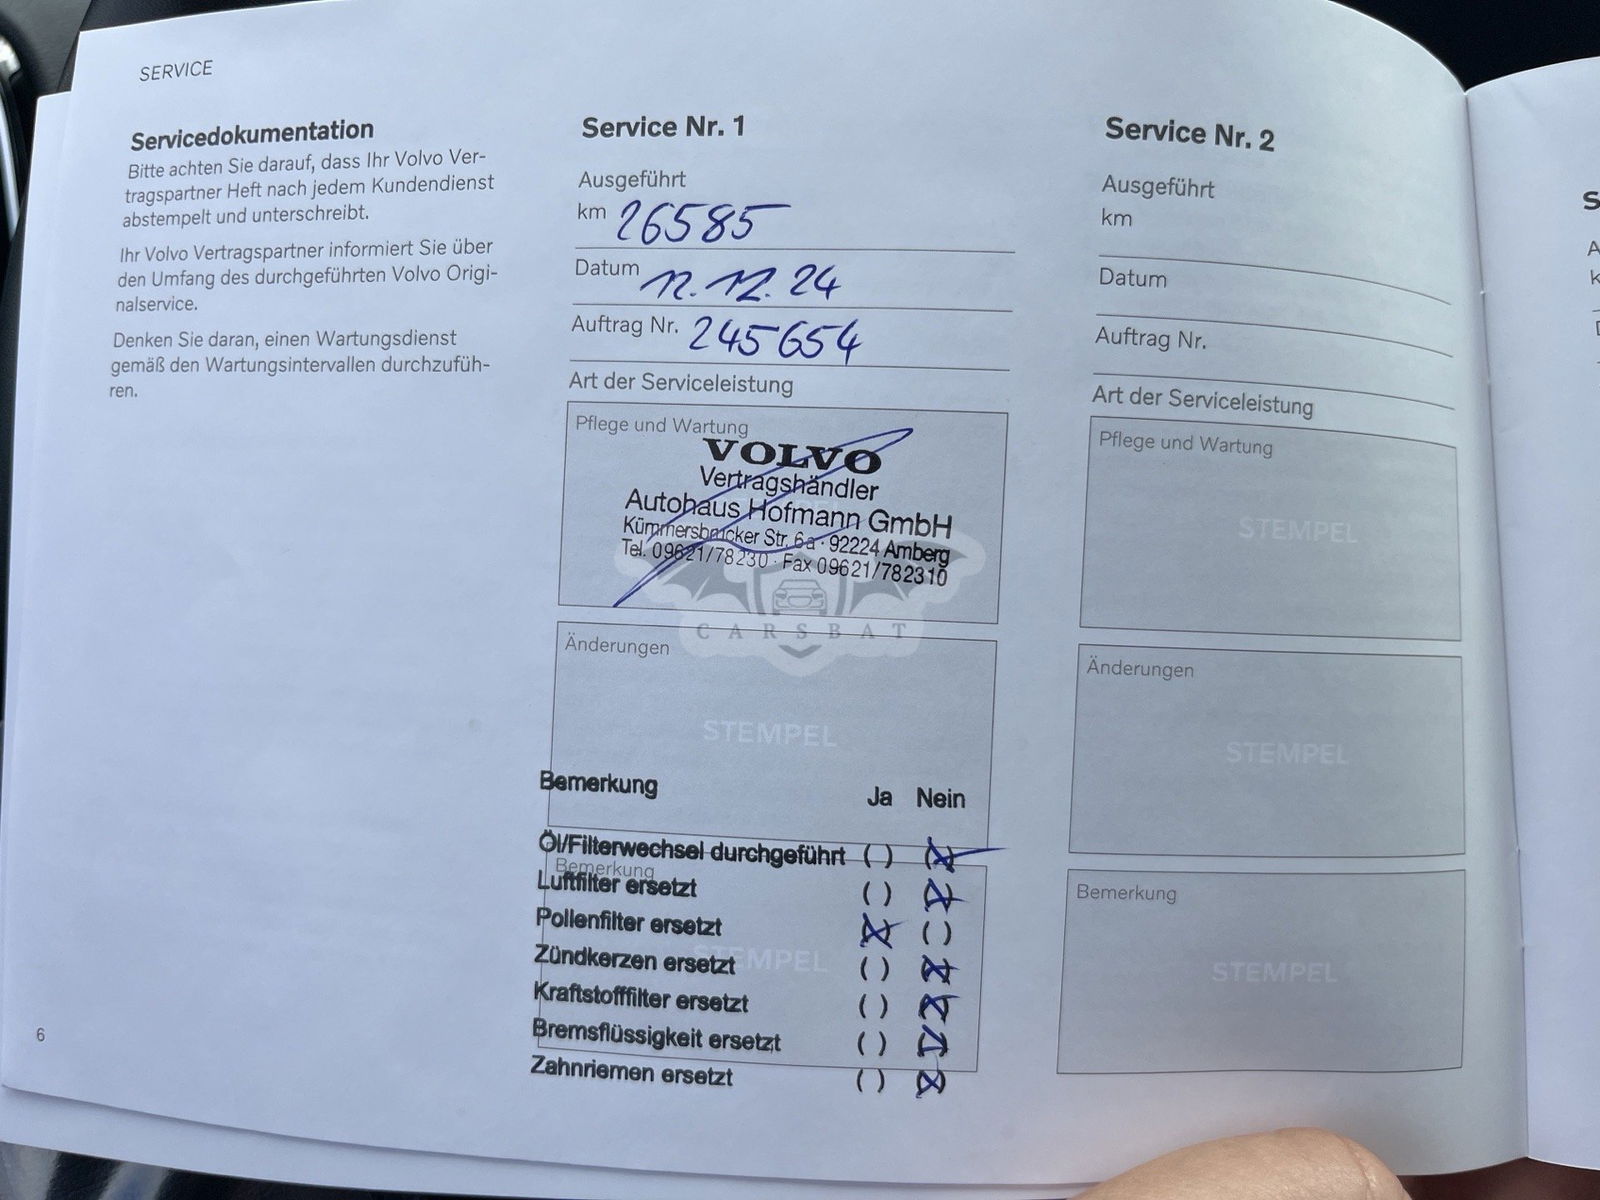 SERVICE
Servicedokumentation
Bitte achten Sie darauf, dass Ihr Volvo Ver-
tragspartner Heft nach jedem Kundendienst
abstempelt und unterschreibt.
Ihr Volvo Vertragspartner informiert Sie über
den Umfang des durchgeführten Volvo Origi-
nalservice.
Denken Sie daran, einen Wartungsdienst
gemäß den Wartungsintervallen durchzufüh-
ren.
6
Service Nr. 1
Ausgeführt
km 26585
Datum 12.12.24
Auftrag Nr. 245654
Art der Serviceleistung
Pflege und Wartung
VOLVO
Vertragshändler
Autohaus Hofmann GmbH
Kümmersbrucker Str. 6a · 92224 Amberg
Tel. 09621/78230 · Fax 09621/782310
CARSBAT
Änderungen
STEMPEL
Bemerkung Ja Nein
Öl/Filterwechsel durchgeführt ( ) (X)
Bemerkung
Luftfilter ersetzt ( ) (X)
Pollenfilter ersetzt (X) ( )
STEMPEL
Zündkerzen ersetzt ( ) (X)
Kraftstofffilter ersetzt ( ) (X)
Bremsflüssigkeit ersetzt ( ) (X)
Zahnriemen ersetzt ( ) (X)
Service Nr. 2
Ausgeführt
km
Datum
Auftrag Nr.
Art der Serviceleistung
Pflege und Wartung
STEMPEL
Änderungen
STEMPEL
Bemerkung
STEMPEL